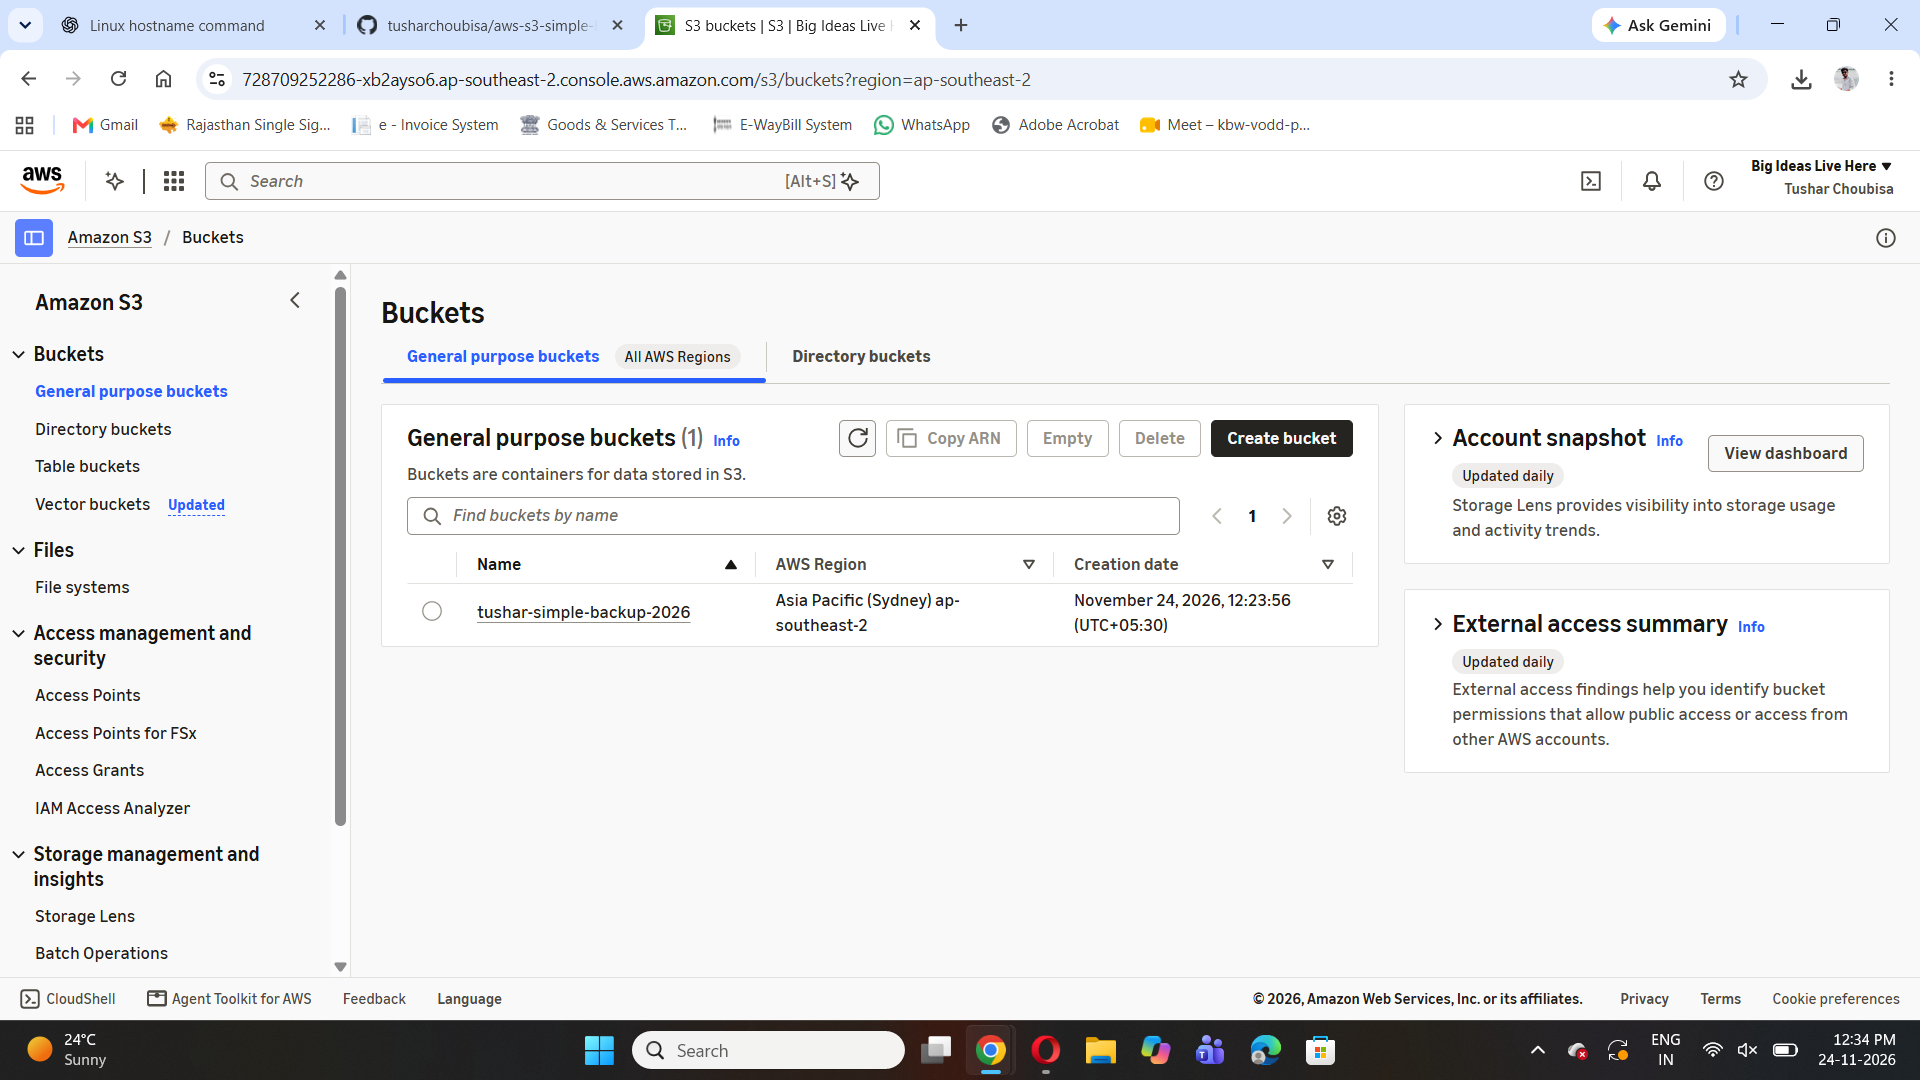 Linux hostname command
tusharchoubisa/aws-s3-simple-
S3 buckets | S3 | Big Ideas Live
Ask Gemini
728709252286-xb2ayso6.ap-southeast-2.console.aws.amazon.com/s3/buckets?region=ap-southeast-2
Gmail
Rajasthan Single Sig...
e - Invoice System
Goods & Services T...
E-WayBill System
WhatsApp
Adobe Acrobat
Meet – kbw-vodd-p...
aws
Search
[Alt+S]
Big Ideas Live Here
Tushar Choubisa
Amazon S3 / Buckets
Amazon S3
Buckets
General purpose buckets
Directory buckets
Table buckets
Vector buckets Updated
Files
File systems
Access management and
security
Access Points
Access Points for FSx
Access Grants
IAM Access Analyzer
Storage management and
insights
Storage Lens
Batch Operations
Buckets
General purpose buckets All AWS Regions
Directory buckets
General purpose buckets (1) Info
Copy ARN
Empty
Delete
Create bucket
Buckets are containers for data stored in S3.
Find buckets by name
1
Name
AWS Region
Creation date
tushar-simple-backup-2026
Asia Pacific (Sydney) ap-
southeast-2
November 24, 2026, 12:23:56
(UTC+05:30)
Account snapshot Info
View dashboard
Updated daily
Storage Lens provides visibility into storage usage
and activity trends.
External access summary Info
Updated daily
External access findings help you identify bucket
permissions that allow public access or access from
other AWS accounts.
CloudShell
Agent Toolkit for AWS
Feedback
Language
© 2026, Amazon Web Services, Inc. or its affiliates.
Privacy
Terms
Cookie preferences
24°C
Sunny
Search
ENG
IN
12:34 PM
24-11-2026